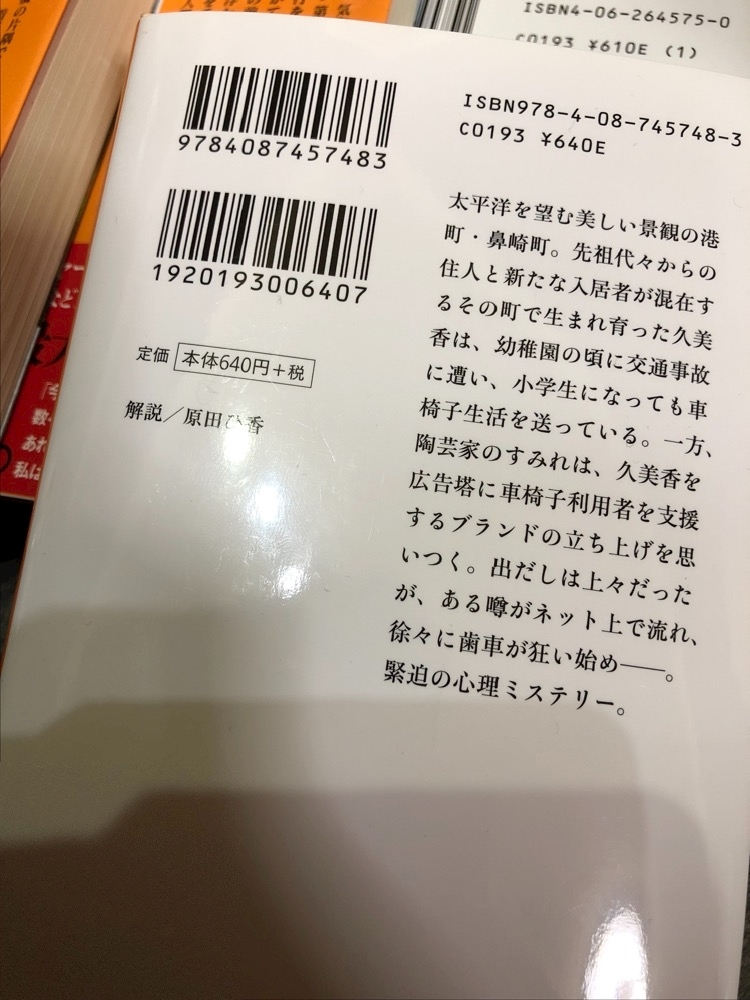 ISBN4-06-264575-0
C0193 ¥610E (1)
9784087457483
ISBN978-4-08-745748-3
C0193 ¥640E
1920193006407
定価 本体640円+税
解説/原田ひ香
太平洋を望む美しい景観の港
町・鼻崎町。先祖代々からの
住人と新たな入居者が混在す
るその町で生まれ育った久美
香は、幼稚園の頃に交通事故
に遭い、小学生になっても車
椅子生活を送っている。一方、
陶芸家のすみれは、久美香を
広告塔に車椅子利用者を支援
するブランドの立ち上げを思
いつく。出だしは上々だった
が、ある噂がネット上で流れ、
徐々に歯車が狂い始め――。
緊迫の心理ミステリー。